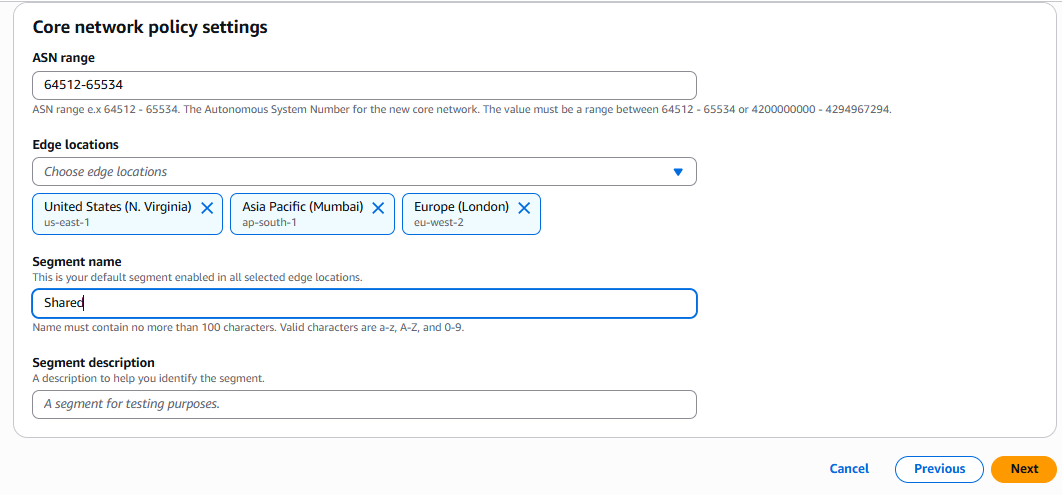 Core network policy settings
ASN range
64512-65534
ASN range e.x 64512 - 65534. The Autonomous System Number for the new core network. The value must be a range between 64512 - 65534 or 4200000000 - 4294967294.
Edge locations
Choose edge locations
United States (N. Virginia)
us-east-1
Asia Pacific (Mumbai)
ap-south-1
Europe (London)
eu-west-2
Segment name
This is your default segment enabled in all selected edge locations.
Shared
Name must contain no more than 100 characters. Valid characters are a-z, A-Z, and 0-9.
Segment description
A description to help you identify the segment.
A segment for testing purposes.
Cancel
Previous
Next